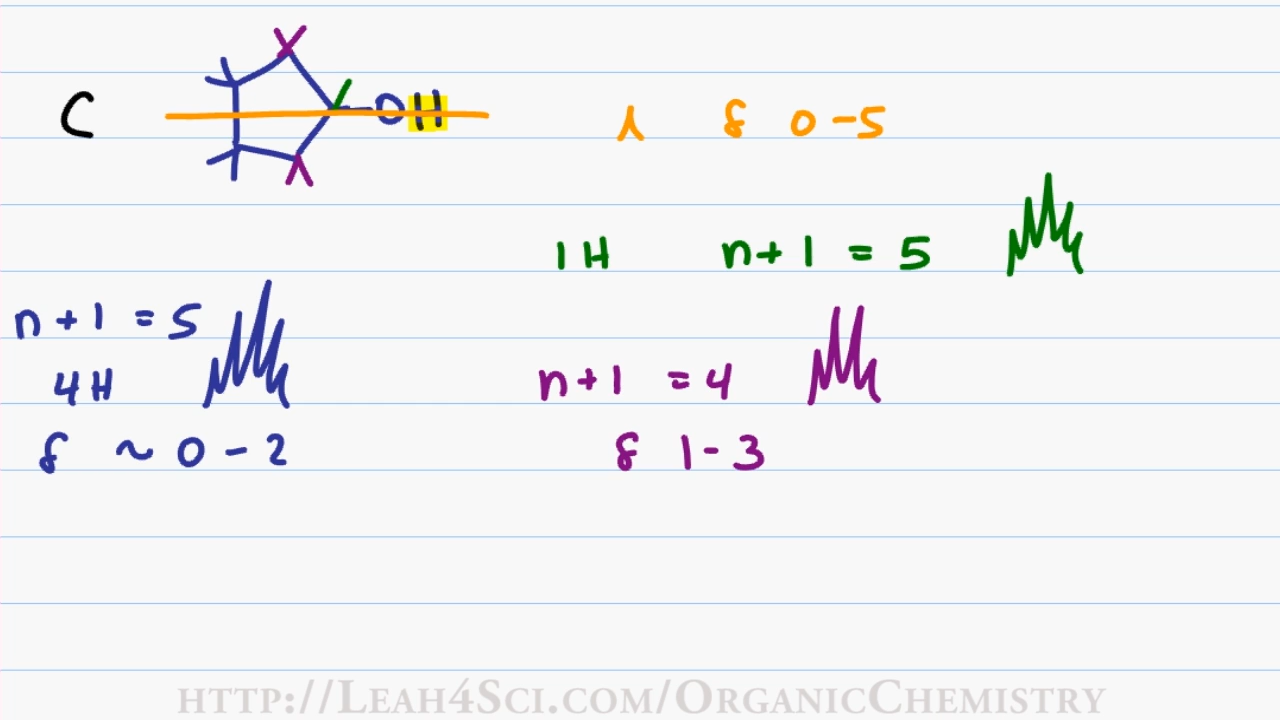 C OH δ 0-5
1H n+1 = 5
n+1 = 5
4H n+1 = 4
δ ~ 0-2 δ 1-3
HTTP://LEAH4SCI.COM/ORGANICCHEMISTRY